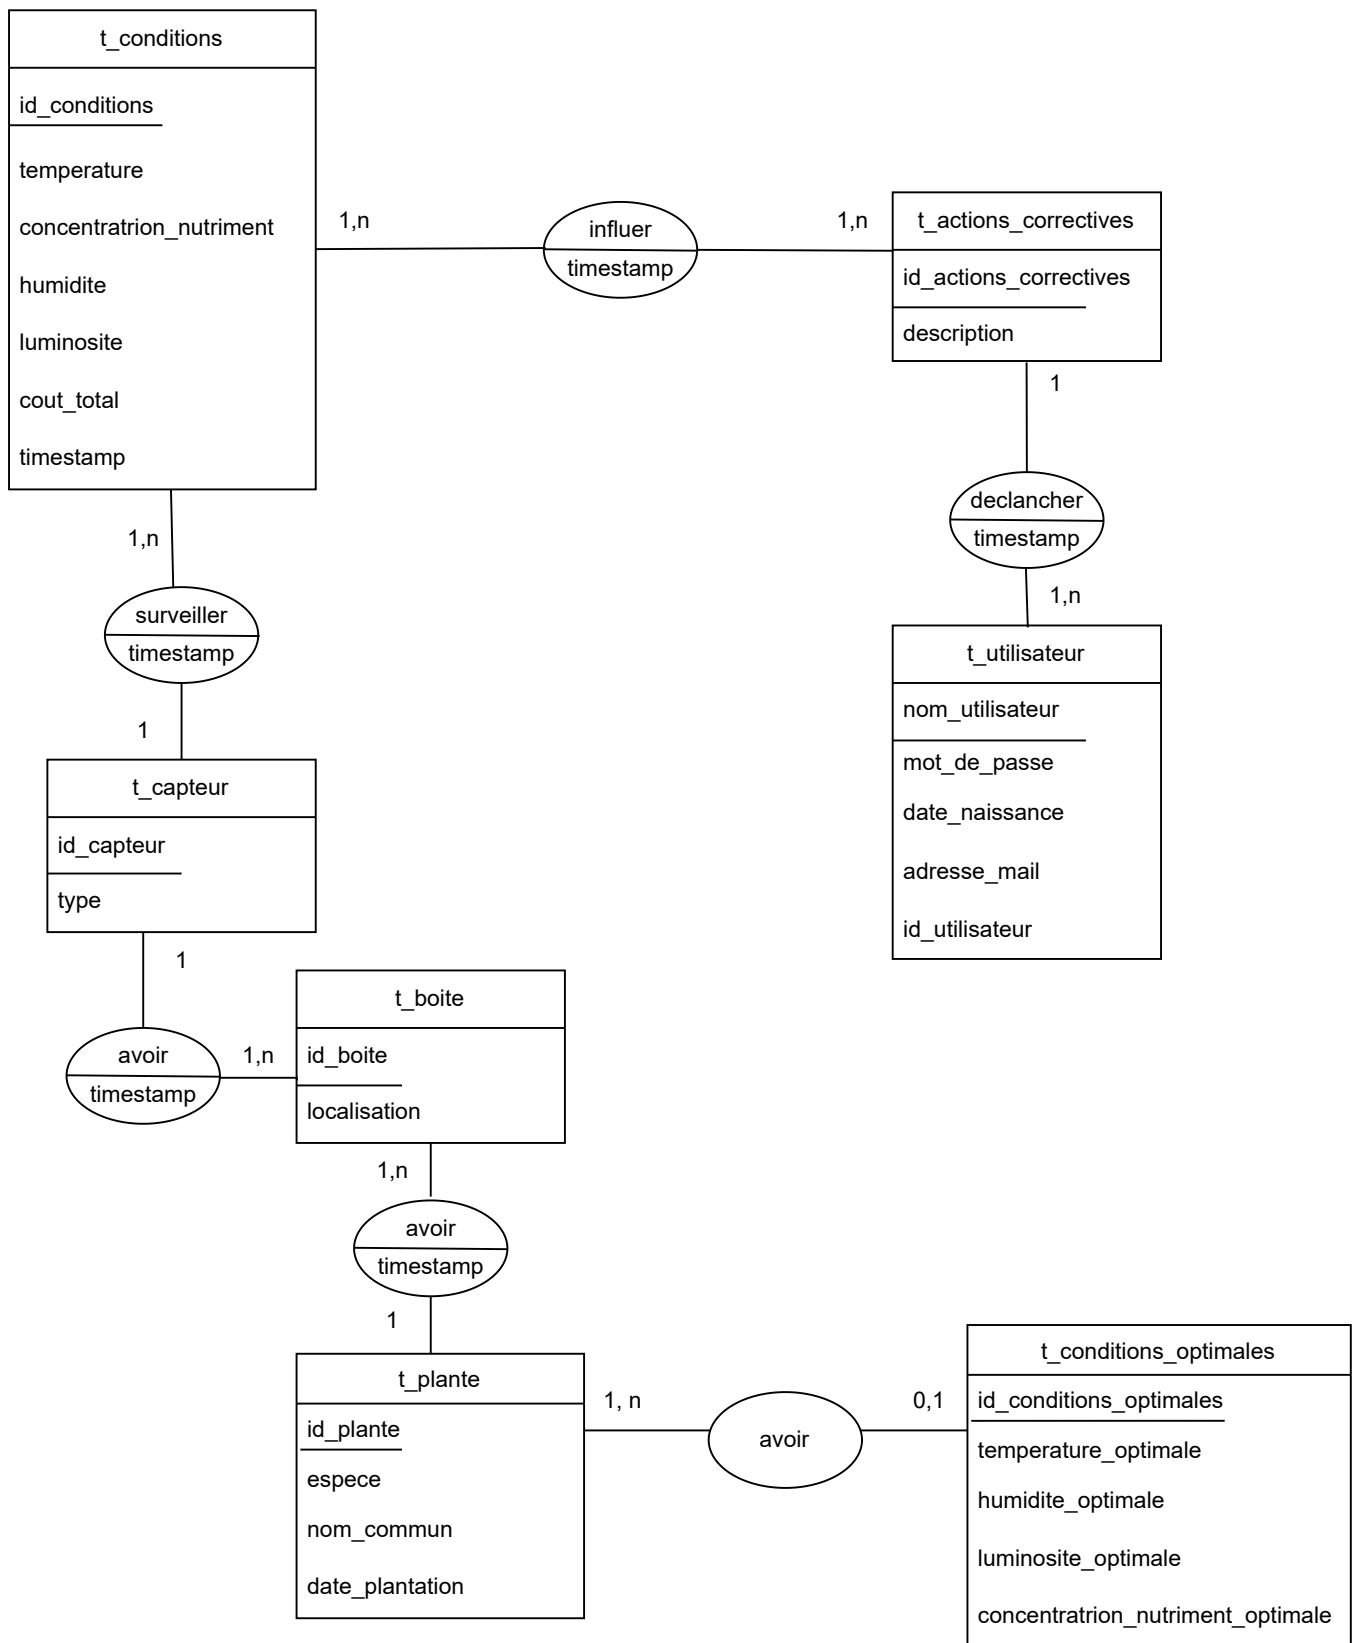 t_conditions
id_conditions
temperature
concentratrion_nutriment
humidite
luminosite
cout_total
timestamp
1,n
influer
timestamp
1,n
t_actions_correctives
id_actions_correctives
description
1
declancher
timestamp
1,n
t_utilisateur
nom_utilisateur
mot_de_passe
date_naissance
adresse_mail
id_utilisateur
1,n
surveiller
timestamp
1
t_capteur
id_capteur
type
1
avoir
timestamp
1,n
t_boite
id_boite
localisation
1,n
avoir
timestamp
1
t_plante
id_plante
espece
nom_commun
date_plantation
1, n
avoir
0,1
t_conditions_optimales
id_conditions_optimales
temperature_optimale
humidite_optimale
luminosite_optimale
concentratrion_nutriment_optimale